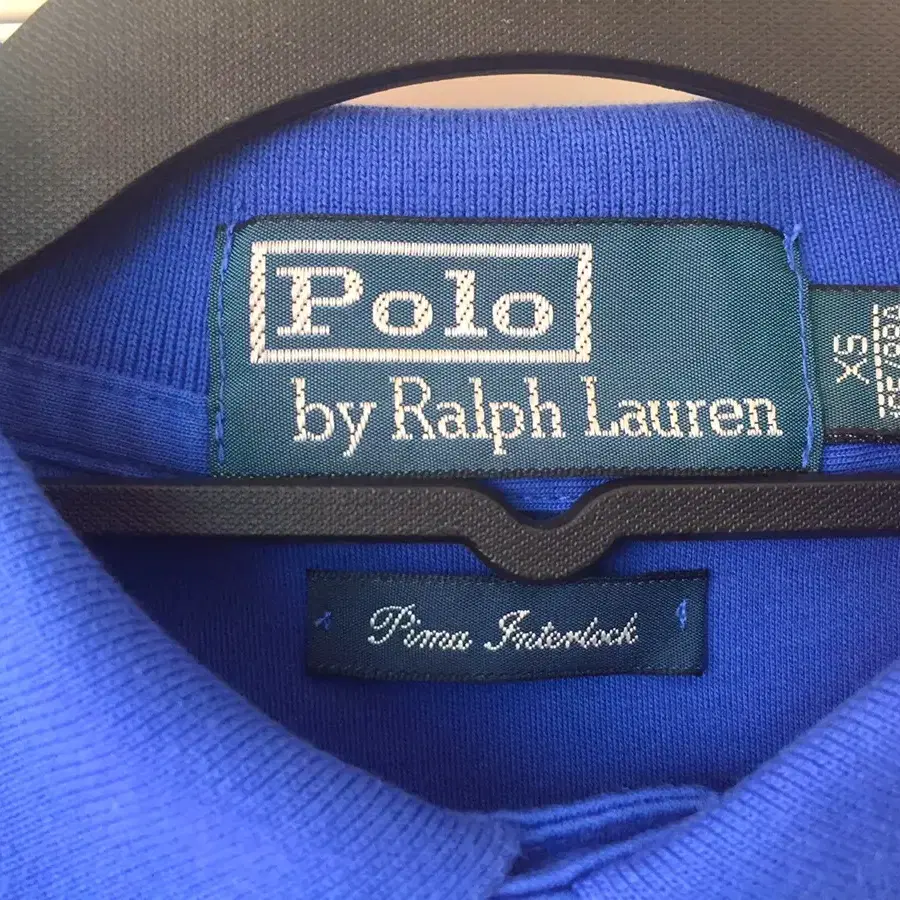 Polo
by Ralph Lauren
XS
Pima Interlock